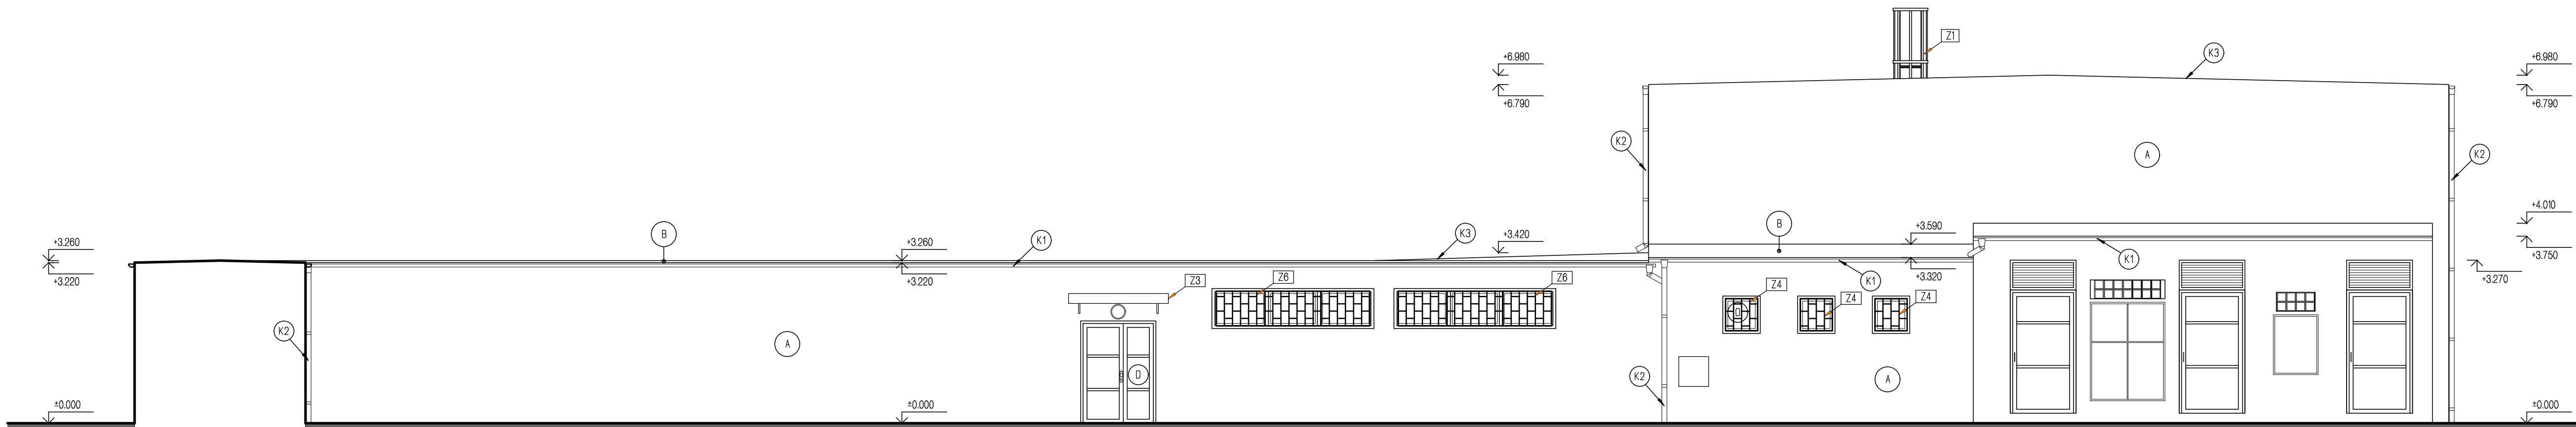 Z1
+6.980
+6.790
K3
+6.980
+6.790
K2
A
K2
+4.010
+3.750
+3.260
+3.220
B
+3.260
+3.220
K1
K3
+3.420
B
+3.590
+3.320
K1
K1
+3.270
Z3
Z6
Z6
Z4
Z4
Z4
O
K2
A
D
K2
A
±0.000
±0.000
±0.000